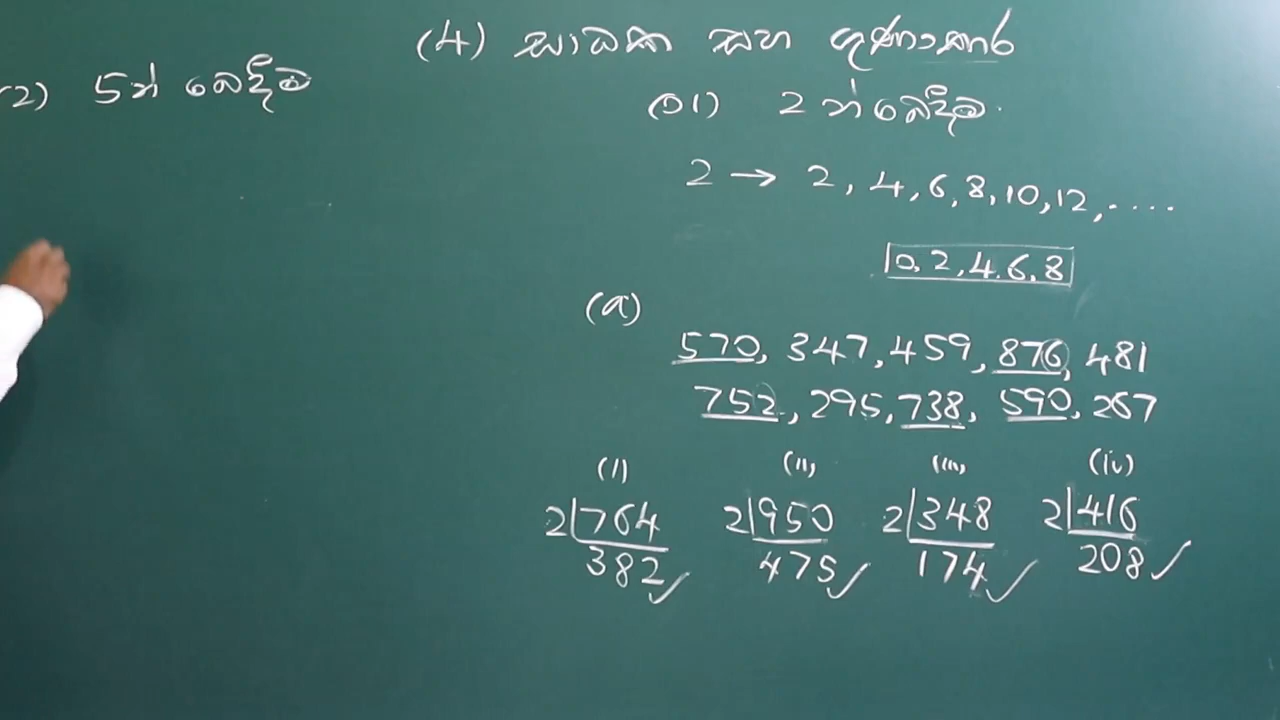 (4) සාධක සහ ගුණාකාර
(01) 2 න් බෙදීම.
2 → 2, 4, 6, 8, 10, 12, .....
0, 2, 4, 6, 8
(a)
570, 347, 459, 876, 481
752, 295, 738, 590, 267
(i) (ii) (iii) (iv)
2|764 2|950 2|348 2|416
382 ✓ 475 ✓ 174 ✓ 208 ✓
(2) 5න් බෙදීම